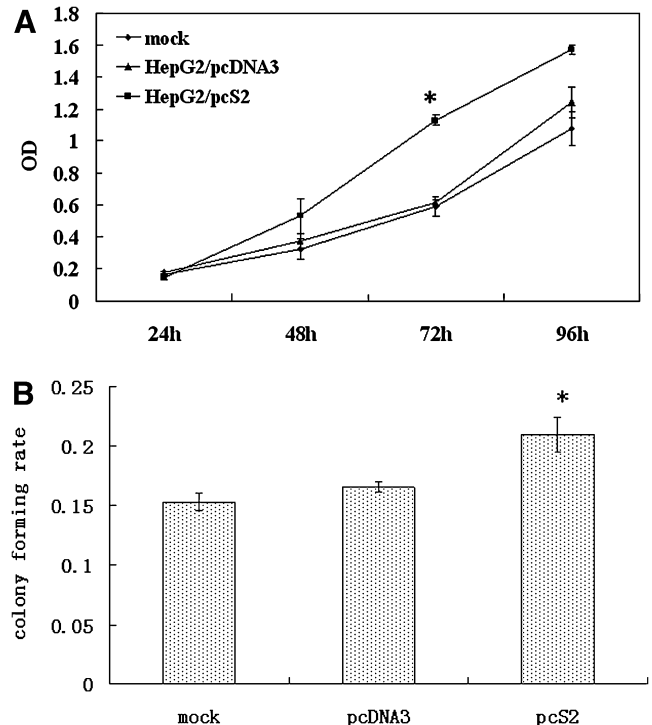 A
1.8
1.6
1.4
1.2
1
0.8
0.6
0.4
0.2
0
OD
mock
HepG2/pcDNA3
HepG2/pcS2
*
24h 48h 72h 96h
B
0.25
0.2
0.15
0.1
0.05
0
colony forming rate
*
mock pcDNA3 pcS2